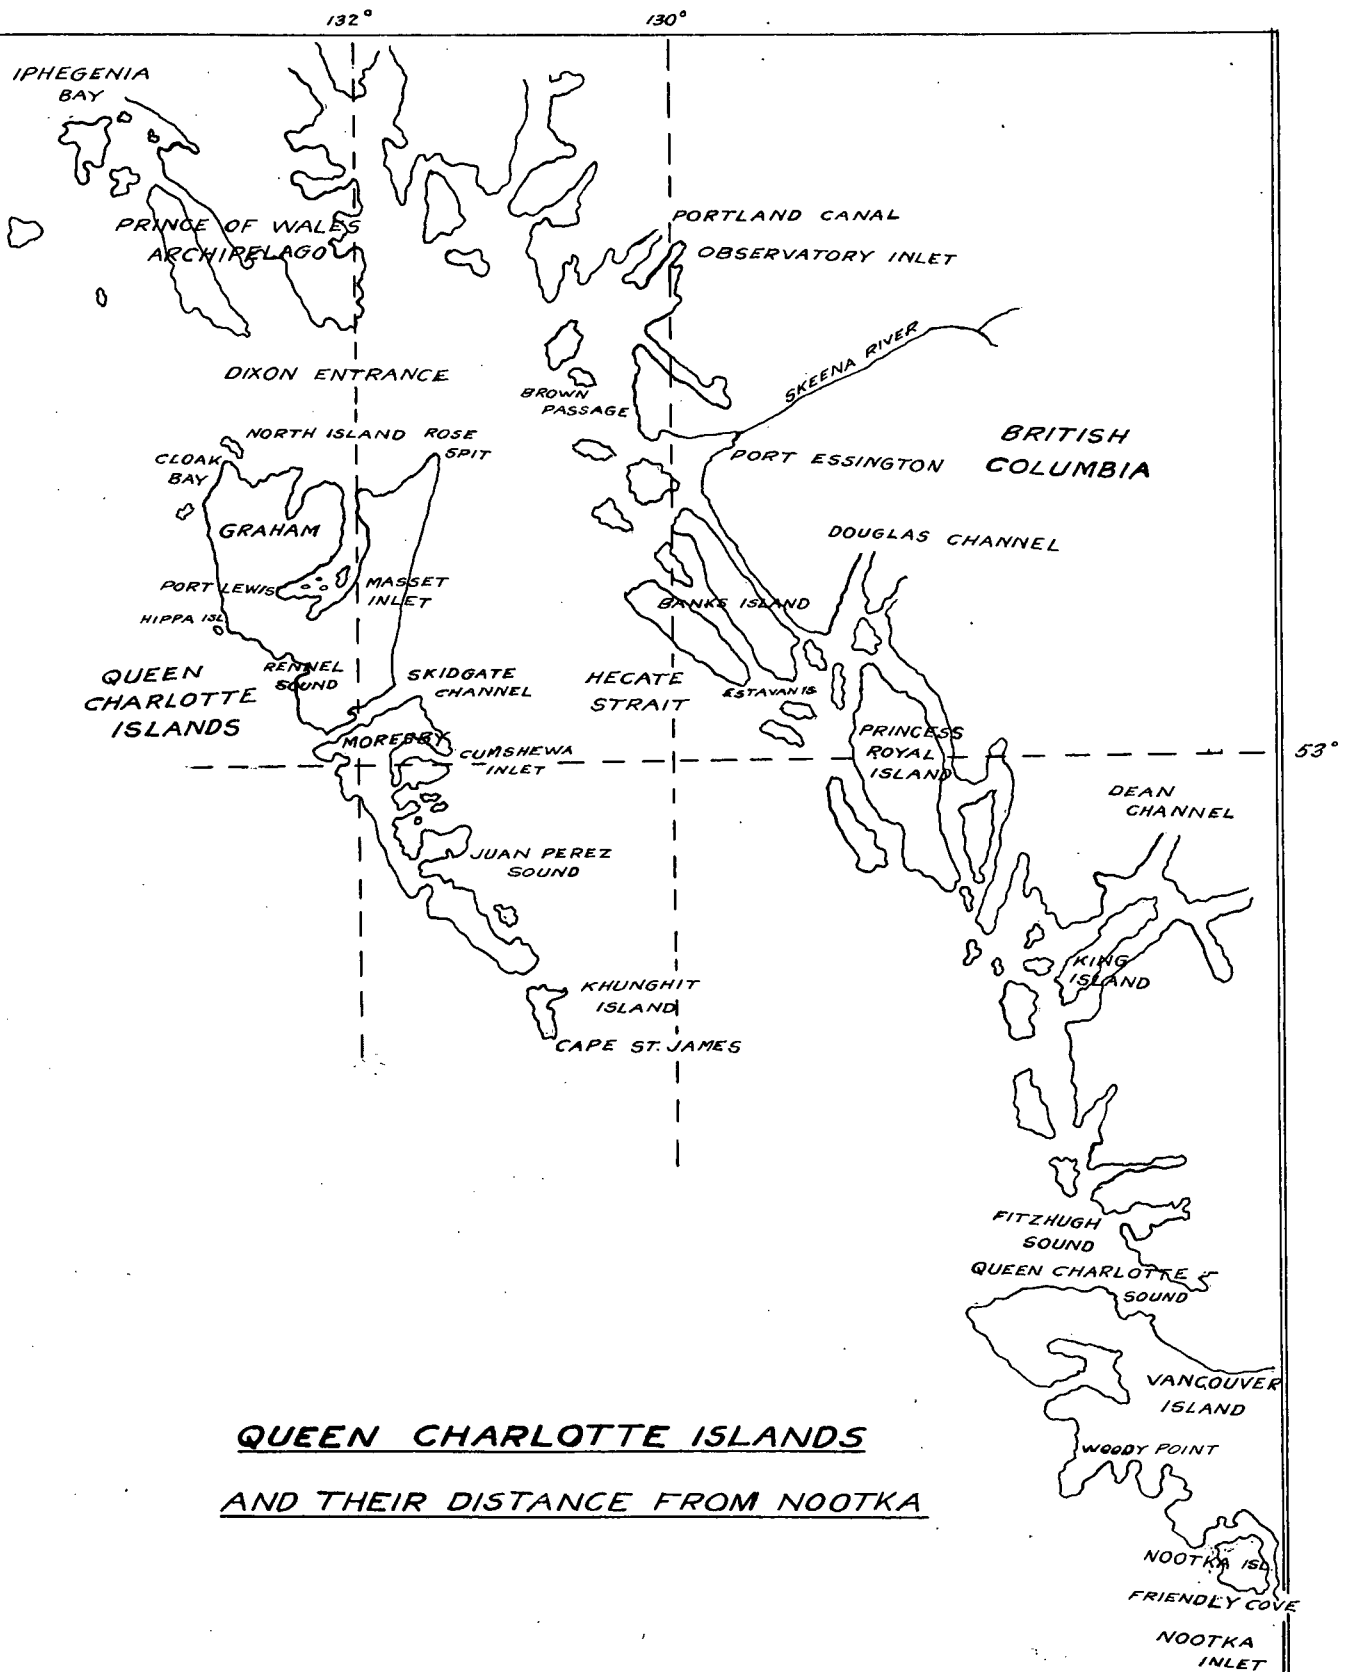 132°
130°
IPHEGENIA
BAY
PRINCE OF WALES
ARCHIPELAGO
PORTLAND CANAL
OBSERVATORY INLET
SKEENA RIVER
DIXON ENTRANCE
BROWN
PASSAGE
NORTH ISLAND
ROSE
SPIT
CLOAK
BAY
PORT ESSINGTON
BRITISH
COLUMBIA
GRAHAM
DOUGLAS CHANNEL
PORT LEWIS
MASSET
INLET
HIPPA ISL
BANKS ISLAND
QUEEN
CHARLOTTE
ISLANDS
RENNEL
SOUND
SKIDGATE
CHANNEL
HECATE
STRAIT
ESTAVAN IS
MORESBY
CUMSHEWA
INLET
PRINCESS
ROYAL
ISLAND
53°
DEAN
CHANNEL
JUAN PEREZ
SOUND
KING
ISLAND
KHUNGHIT
ISLAND
CAPE ST. JAMES
FITZHUGH
SOUND
QUEEN CHARLOTTE
SOUND
VANCOUVER
ISLAND
WOODY POINT
QUEEN CHARLOTTE ISLANDS
AND THEIR DISTANCE FROM NOOTKA
NOOTKA ISL
FRIENDLY COVE
NOOTKA
INLET